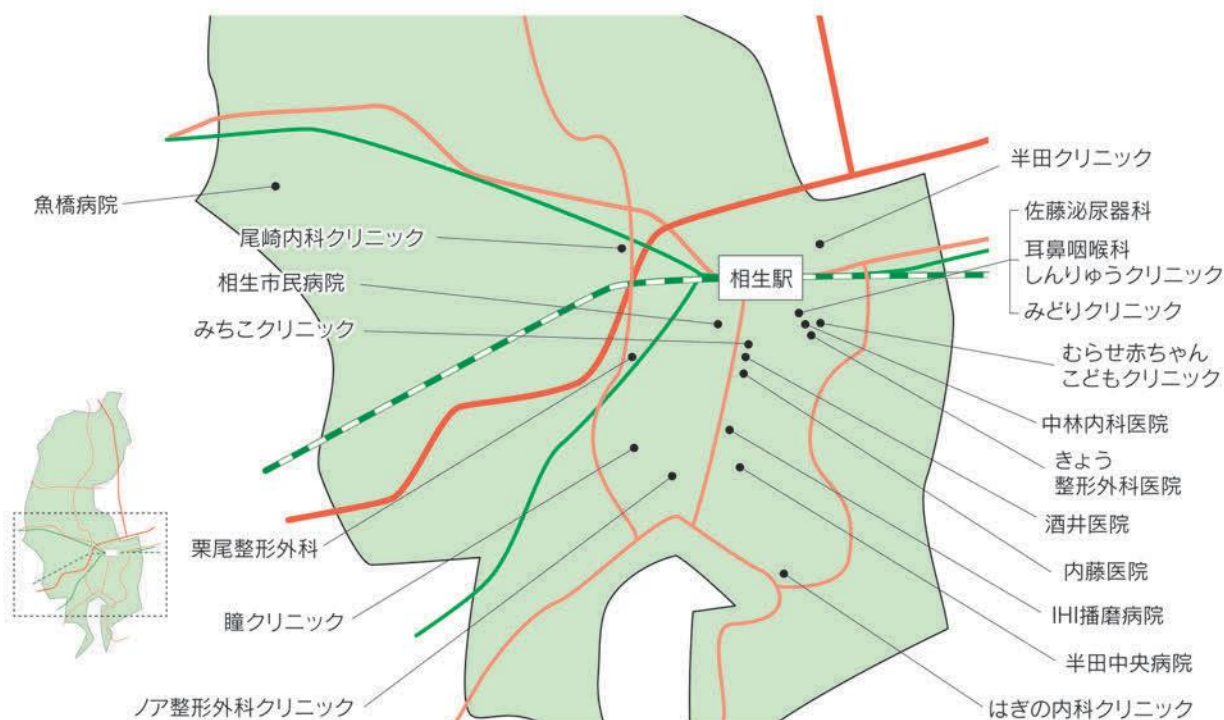 魚橋病院
尾崎内科クリニック
相生市民病院
みちこクリニック
相生駅
半田クリニック
佐藤泌尿器科
耳鼻咽喉科
しんりゅうクリニック
みどりクリニック
むらせ赤ちゃん
こどもクリニック
中林内科医院
きょう
整形外科医院
酒井医院
内藤医院
IHI播磨病院
半田中央病院
はぎの内科クリニック
栗尾整形外科
瞳クリニック
ノア整形外科クリニック